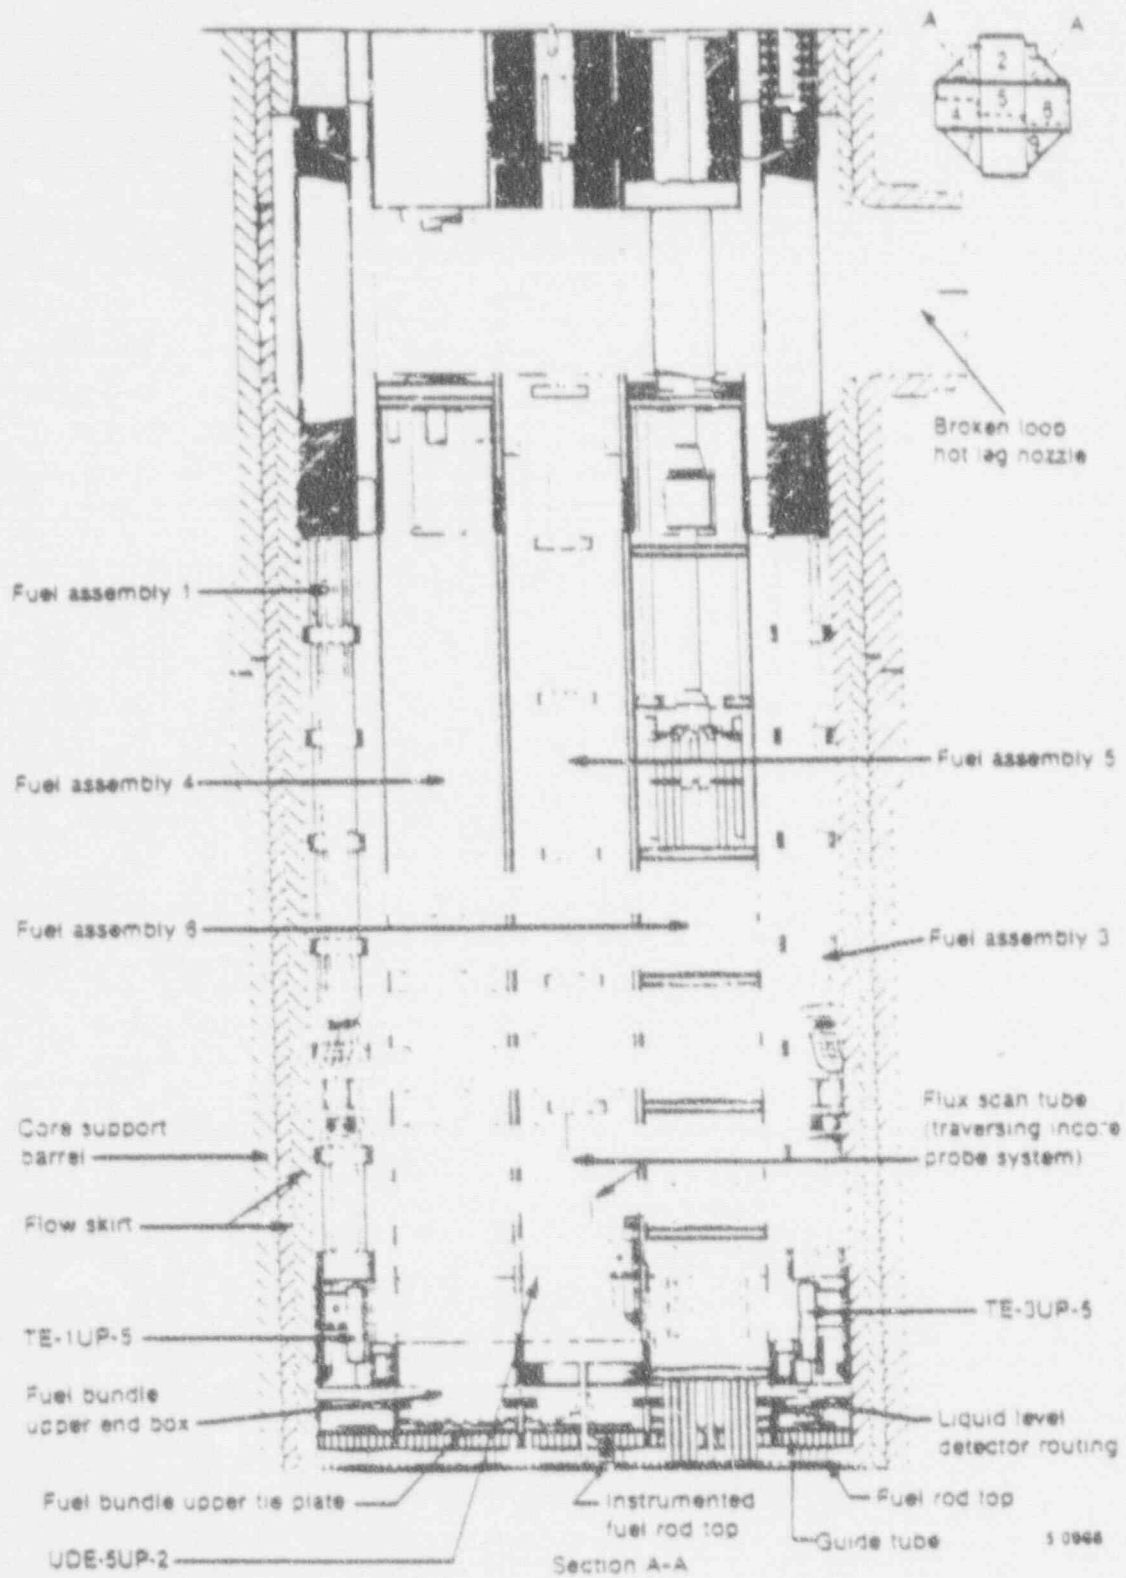 A A
2
5
4
Broken loop
hot leg nozzle
Fuel assembly 1
Fuel assembly 5
Fuel assembly 4
Fuel assembly 6
Fuel assembly 3
Flux scan tube
(traversing incore
probe system)
Core support
barrel
Flow skirt
TE-1UP-5
TE-3UP-5
Fuel bundle
upper end box
Liquid level
detector routing
Fuel bundle upper tie plate
Instrumented
fuel rod top
Fuel rod top
Guide tube
UDE-5UP-2
Section A-A
5 0966